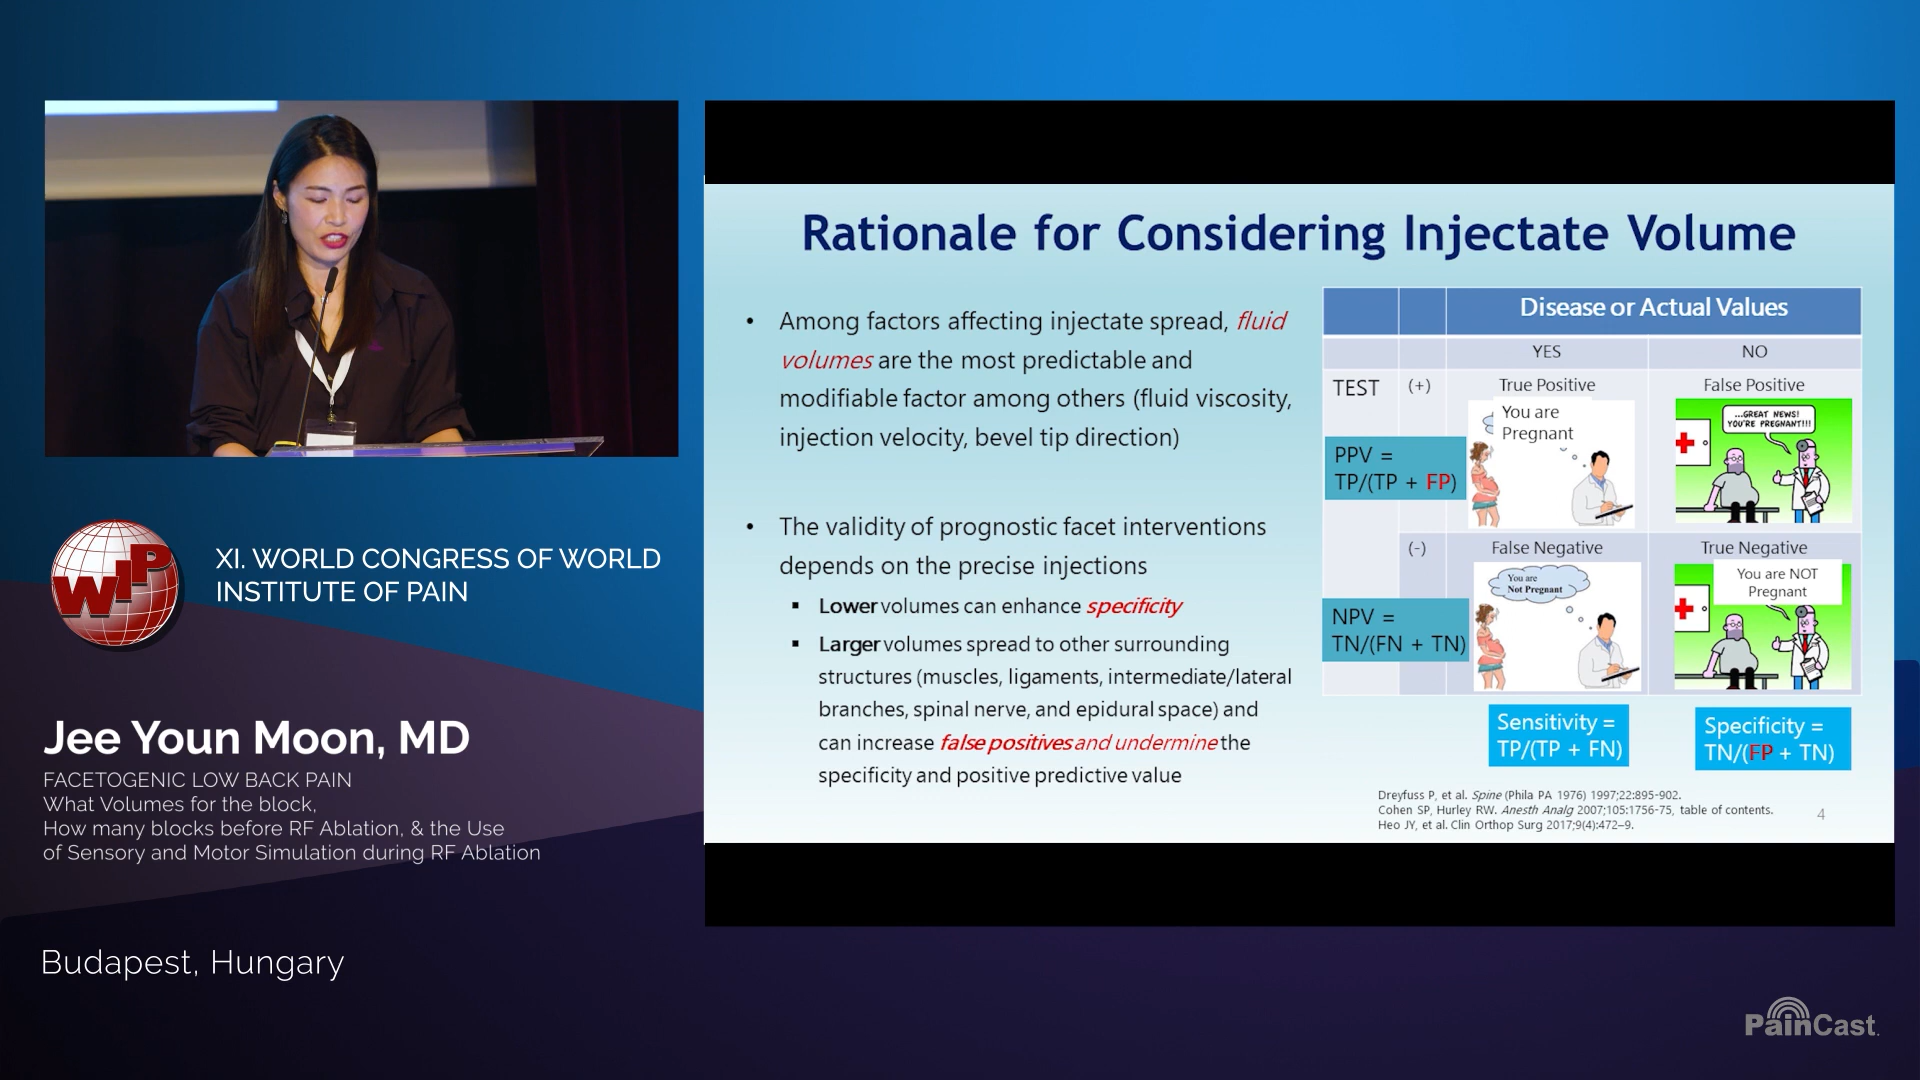 WIP
XI. WORLD CONGRESS OF WORLD
INSTITUTE OF PAIN
Jee Youn Moon, MD
FACETOGENIC LOW BACK PAIN
What Volumes for the block,
How many blocks before RF Ablation, & the Use
of Sensory and Motor Simulation during RF Ablation
Budapest, Hungary
Rationale for Considering Injectate Volume
• Among factors affecting injectate spread, fluid
volumes are the most predictable and
modifiable factor among others (fluid viscosity,
injection velocity, bevel tip direction)
• The validity of prognostic facet interventions
depends on the precise injections
▪ Lower volumes can enhance specificity
▪ Larger volumes spread to other surrounding
structures (muscles, ligaments, intermediate/lateral
branches, spinal nerve, and epidural space) and
can increase false positives and undermine the
specificity and positive predictive value
Disease or Actual Values
YES
NO
TEST
(+)
True Positive
False Positive
You are
Pregnant
...GREAT NEWS!
YOU'RE PREGNANT!!!
PPV =
TP/(TP + FP)
(-)
False Negative
True Negative
You are
Not Pregnant
You are NOT
Pregnant
NPV =
TN/(FN + TN)
Sensitivity =
TP/(TP + FN)
Specificity =
TN/(FP + TN)
Dreyfuss P, et al. Spine (Phila PA 1976) 1997;22:895-902.
Cohen SP, Hurley RW. Anesth Analg 2007;105:1756-75, table of contents.
Heo JY, et al. Clin Orthop Surg 2017;9(4):472–9.
4
PainCast.